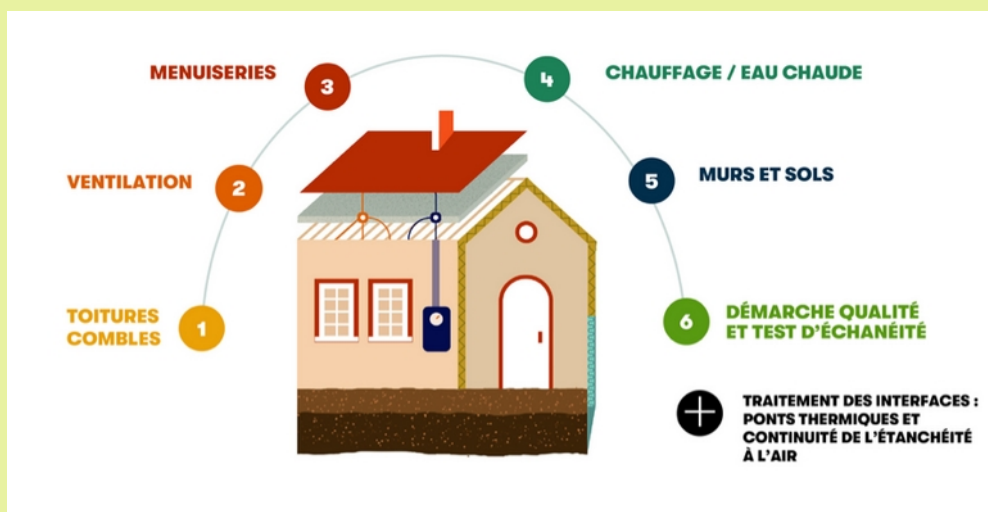 1
TOITURES
COMBLES
2
VENTILATION
3
MENUISERIES
4
CHAUFFAGE / EAU CHAUDE
5
MURS ET SOLS
6
DÉMARCHE QUALITÉ
ET TEST D'ÉCHANÉITÉ
+
TRAITEMENT DES INTERFACES :
PONTS THERMIQUES ET
CONTINUITÉ DE L'ÉTANCHÉITÉ
À L'AIR